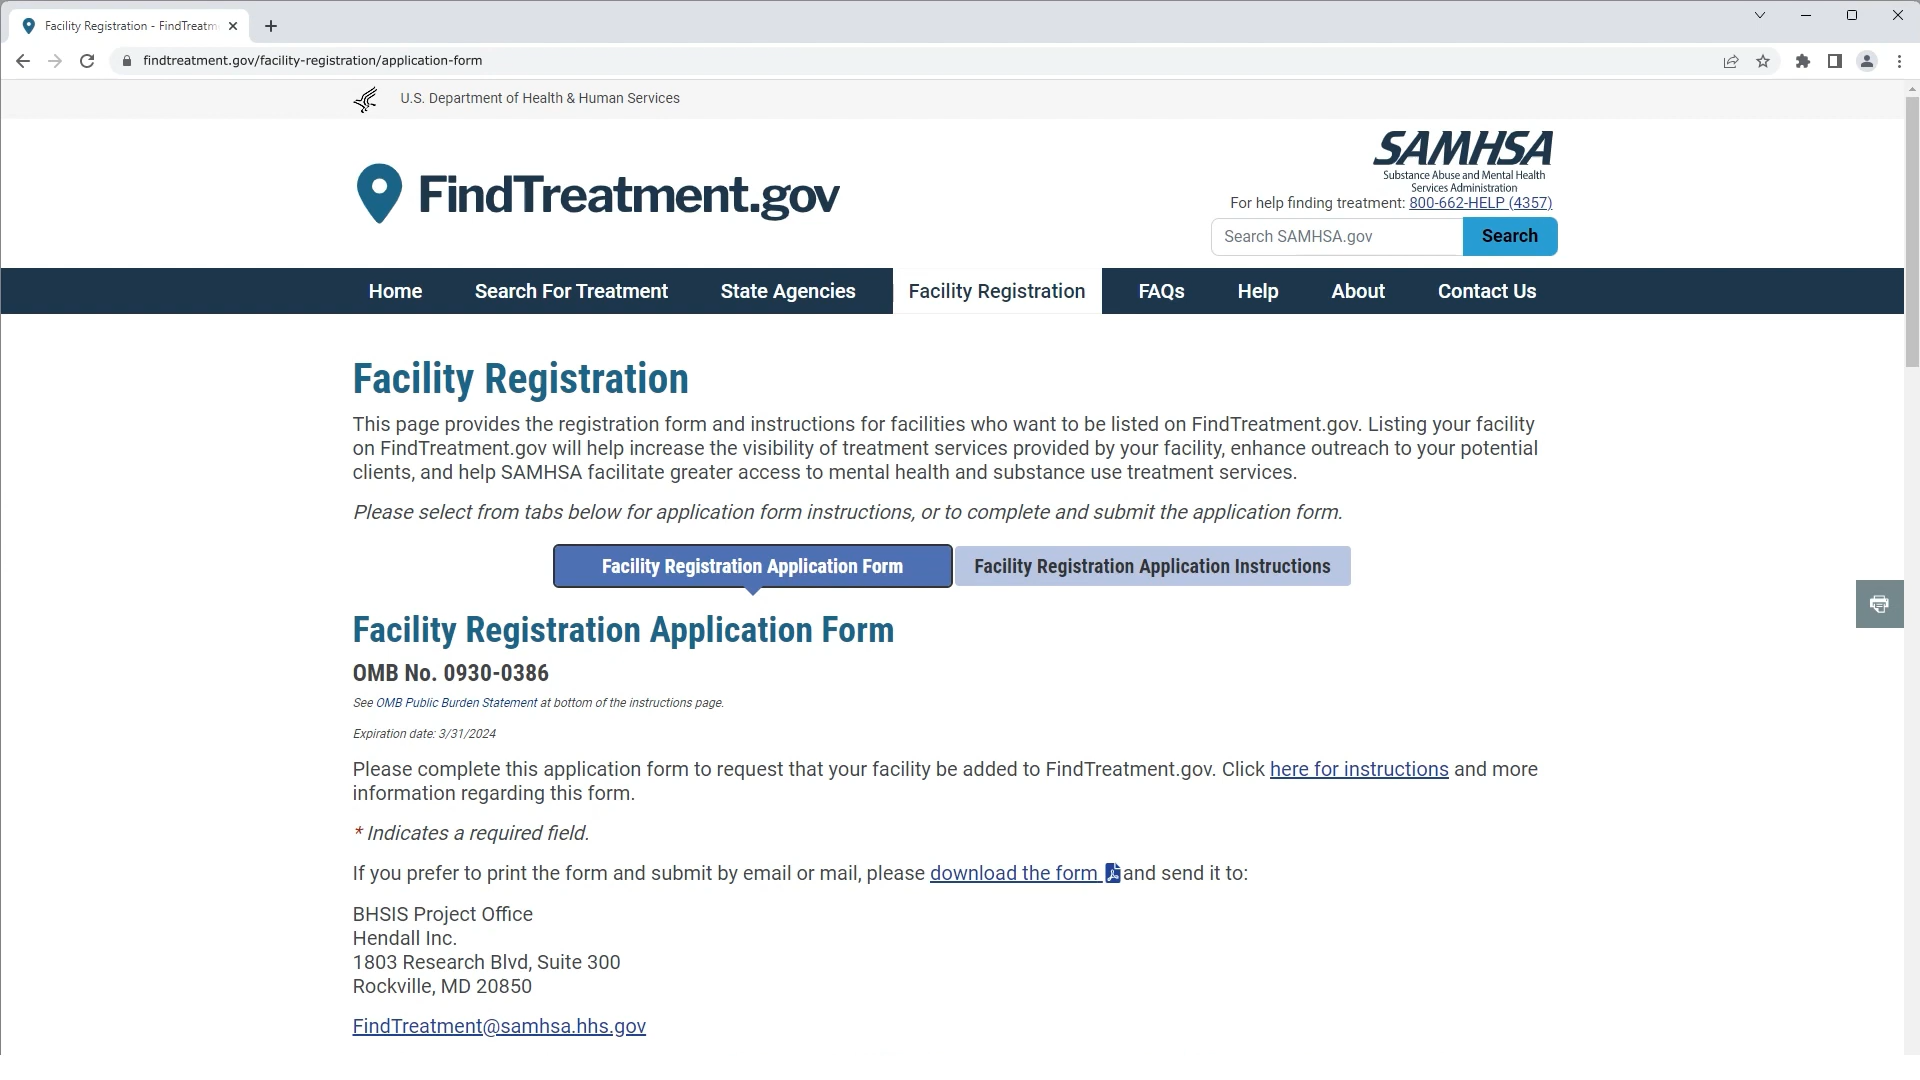 Facility Registration - FindTreatm
findtreatment.gov/facility-registration/application-form
U.S. Department of Health & Human Services
FindTreatment.gov
SAMHSA
Substance Abuse and Mental Health
Services Administration
For help finding treatment: 800-662-HELP (4357)
Search SAMHSA.gov
Search
Home Search For Treatment State Agencies Facility Registration FAQs Help About Contact Us
Facility Registration
This page provides the registration form and instructions for facilities who want to be listed on FindTreatment.gov. Listing your facility
on FindTreatment.gov will help increase the visibility of treatment services provided by your facility, enhance outreach to your potential
clients, and help SAMHSA facilitate greater access to mental health and substance use treatment services.
Please select from tabs below for application form instructions, or to complete and submit the application form.
Facility Registration Application Form Facility Registration Application Instructions
Facility Registration Application Form
OMB No. 0930-0386
See OMB Public Burden Statement at bottom of the instructions page.
Expiration date: 3/31/2024
Please complete this application form to request that your facility be added to FindTreatment.gov. Click here for instructions and more
information regarding this form.
* Indicates a required field.
If you prefer to print the form and submit by email or mail, please download the form and send it to:
BHSIS Project Office
Hendall Inc.
1803 Research Blvd, Suite 300
Rockville, MD 20850
FindTreatment@samhsa.hhs.gov